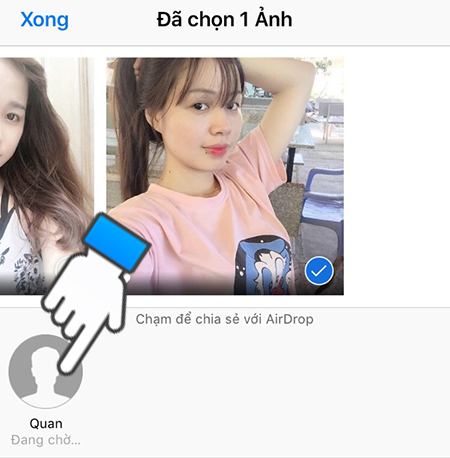 Xong
Đã chọn 1 Ảnh
Chạm để chia sẻ với AirDrop
Quan
Đang chờ...